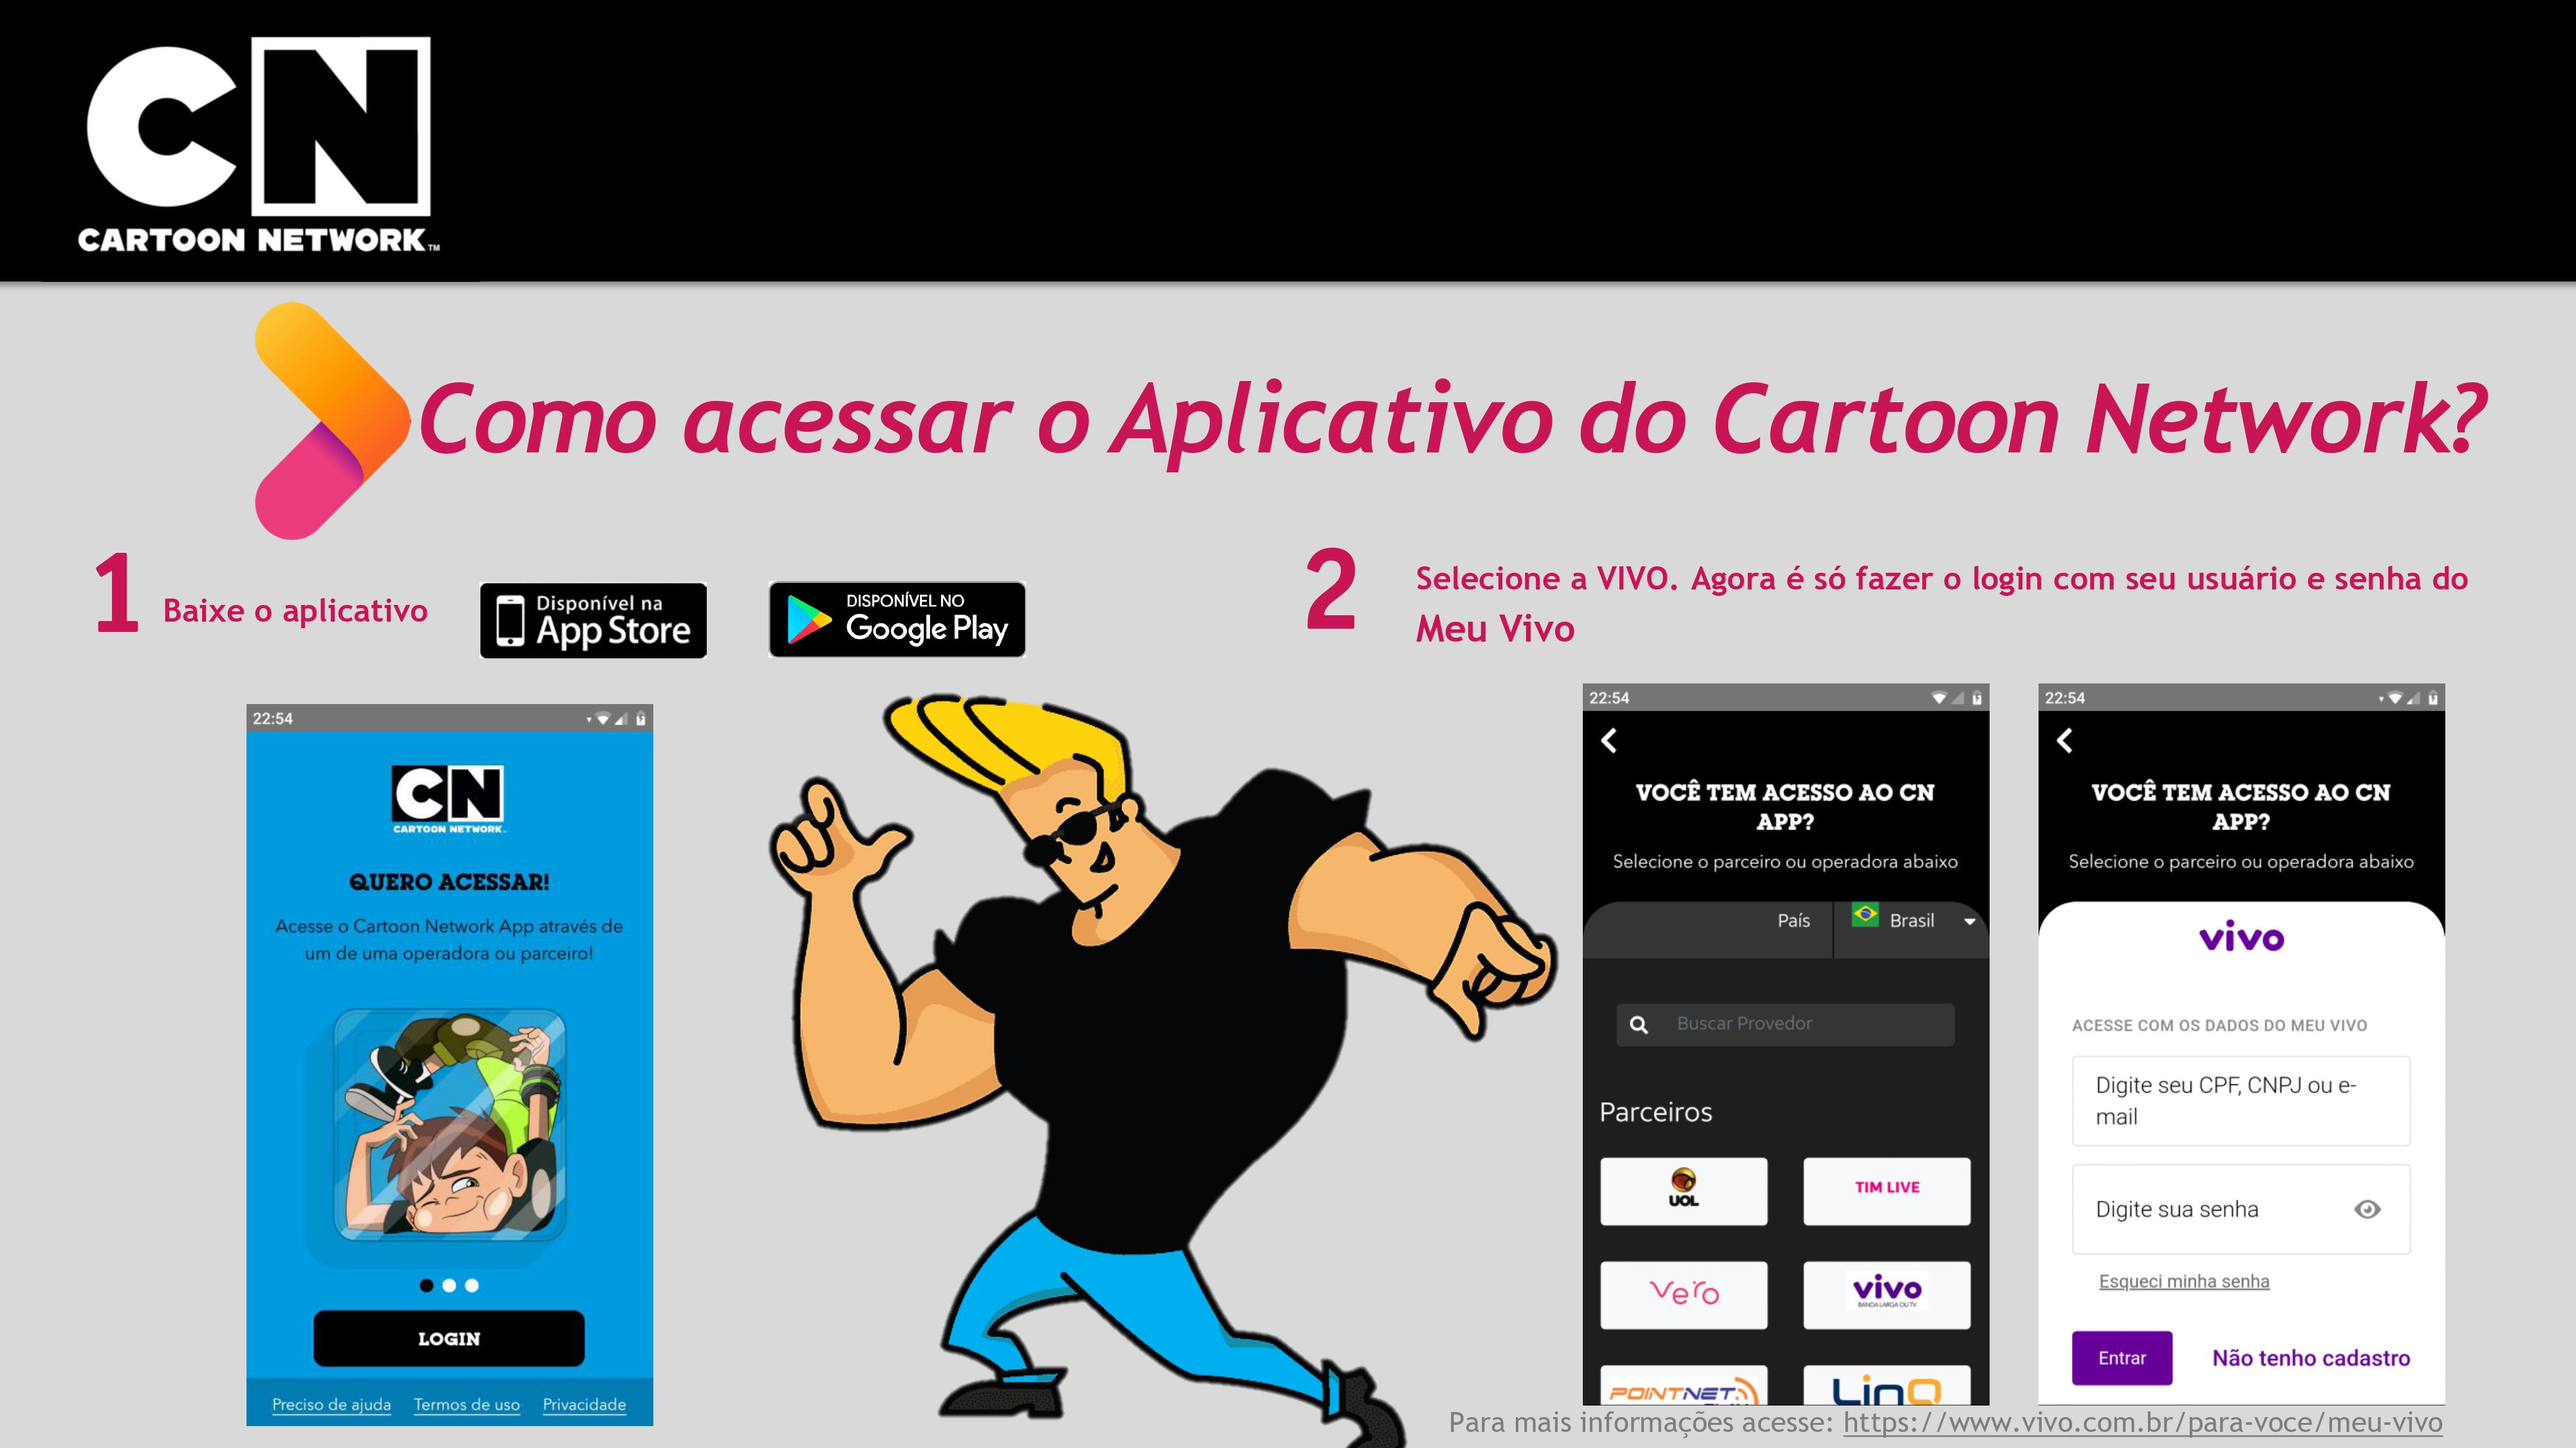 CN
CARTOON NETWORK™
Como acessar o Aplicativo do Cartoon Network?
1 Baixe o aplicativo
Disponível na
App Store
DISPONÍVEL NO
Google Play
2
Selecione a VIVO. Agora é só fazer o login com seu usuário e senha do
Meu Vivo
22:54
CN
CARTOON NETWORK
QUERO ACESSAR!
Acesse o Cartoon Network App através de
um de uma operadora ou parceiro!
LOGIN
Preciso de ajuda Termos de uso Privacidade
22:54
VOCÊ TEM ACESSO AO CN
APP?
Selecione o parceiro ou operadora abaixo
País Brasil
Buscar Provedor
Parceiros
UOL
TIM LIVE
vero
vivo
BANDA LARGA OU TV
POINTNET
LinQ
22:54
VOCÊ TEM ACESSO AO CN
APP?
Selecione o parceiro ou operadora abaixo
vivo
ACESSE COM OS DADOS DO MEU VIVO
Digite seu CPF, CNPJ ou e-
mail
Digite sua senha
Esqueci minha senha
Entrar Não tenho cadastro
Para mais informações acesse: https://www.vivo.com.br/para-voce/meu-vivo